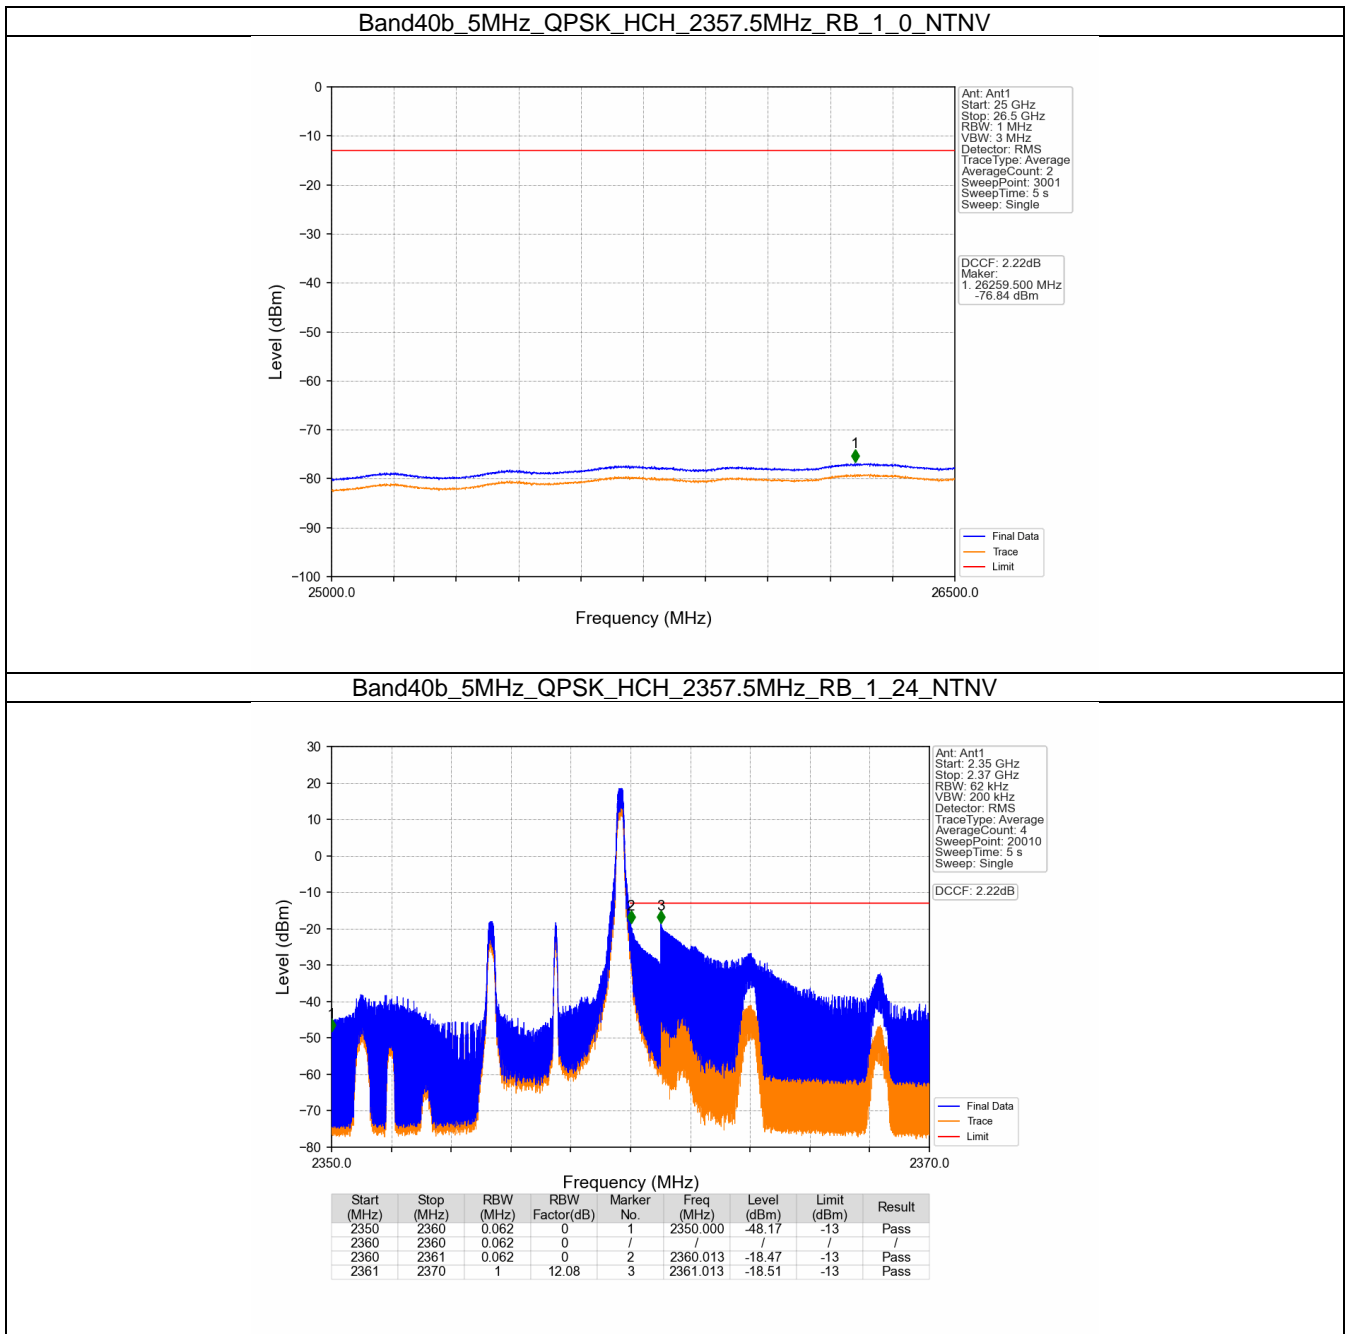 Band40b_5MHz_QPSK_HCH_2357.5MHz_RB_1_0_NTNV
0
−10
−20
−30
−40
−50
−60
−70
−80
−90
−100
Level (dBm)
25000.0
26500.0
Frequency (MHz)
1
Ant: Ant1
Start: 25 GHz
Stop: 26.5 GHz
RBW: 1 MHz
VBW: 3 MHz
Detector: RMS
TraceType: Average
AverageCount: 2
SweepPoint: 3001
SweepTime: 5 s
Sweep: Single
DCCF: 2.22dB
Maker:
1. 26259.500 MHz
-76.84 dBm
Final Data
Trace
Limit
Band40b_5MHz_QPSK_HCH_2357.5MHz_RB_1_24_NTNV
30
20
10
0
−10
−20
−30
−40
−50
−60
−70
−80
Level (dBm)
2350.0
2370.0
Frequency (MHz)
1
2
3
Ant: Ant1
Start: 2.35 GHz
Stop: 2.37 GHz
RBW: 62 kHz
VBW: 200 kHz
Detector: RMS
TraceType: Average
AverageCount: 4
SweepPoint: 20010
SweepTime: 5 s
Sweep: Single
DCCF: 2.22dB
Final Data
Trace
Limit
Start (MHz) Stop (MHz) RBW (MHz) RBW Factor(dB) Marker No. Freq (MHz) Level (dBm) Limit (dBm) Result
2350 2360 0.062 0 1 2350.000 -48.17 -13 Pass
2360 2360 0.062 0 / / / / /
2360 2361 0.062 0 2 2360.013 -18.47 -13 Pass
2361 2370 1 12.08 3 2361.013 -18.51 -13 Pass